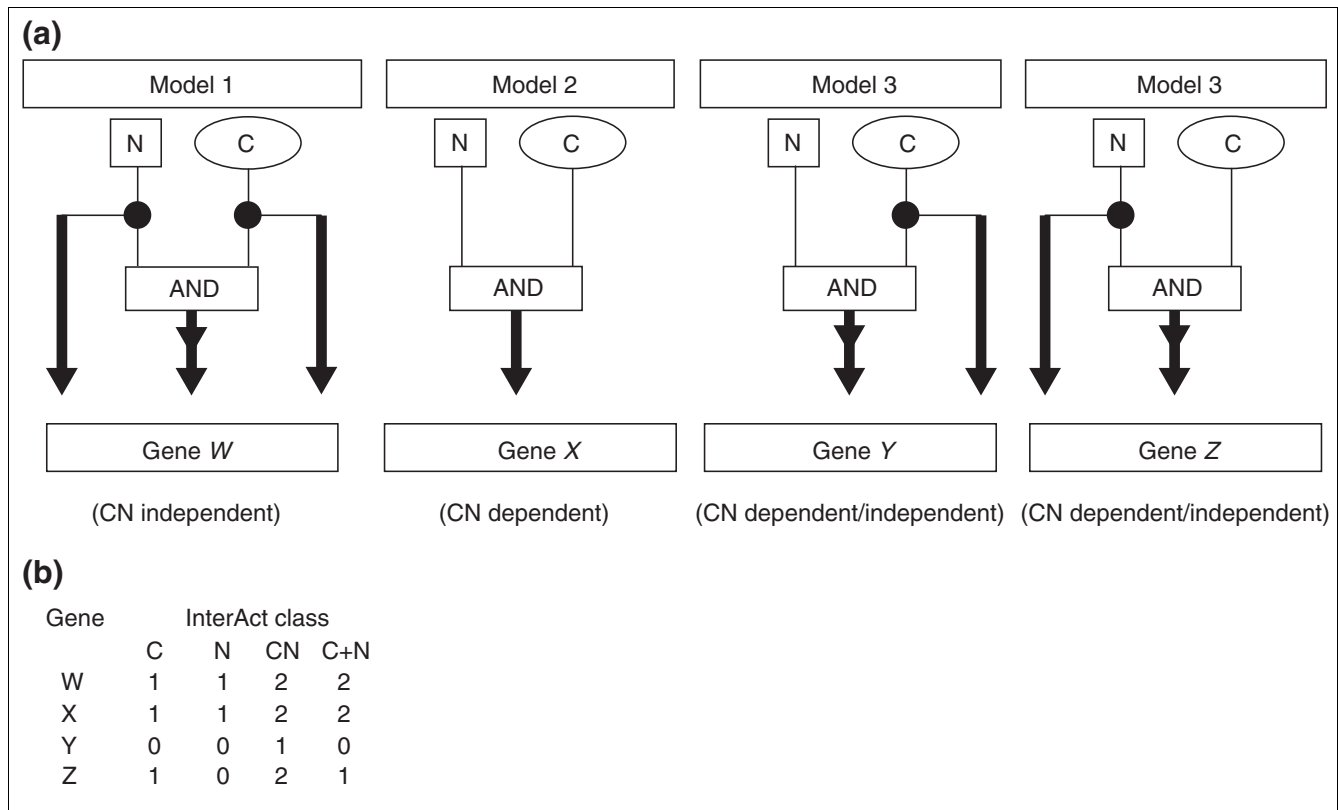 (a)
Model 1 Model 2 Model 3 Model 3
N C N C N C N C
AND AND AND AND
Gene W Gene X Gene Y Gene Z
(CN independent) (CN dependent) (CN dependent/independent) (CN dependent/independent)
(b)
Gene InterAct class
C N CN C+N
W 1 1 2 2
X 1 1 2 2
Y 0 0 1 0
Z 1 0 2 1